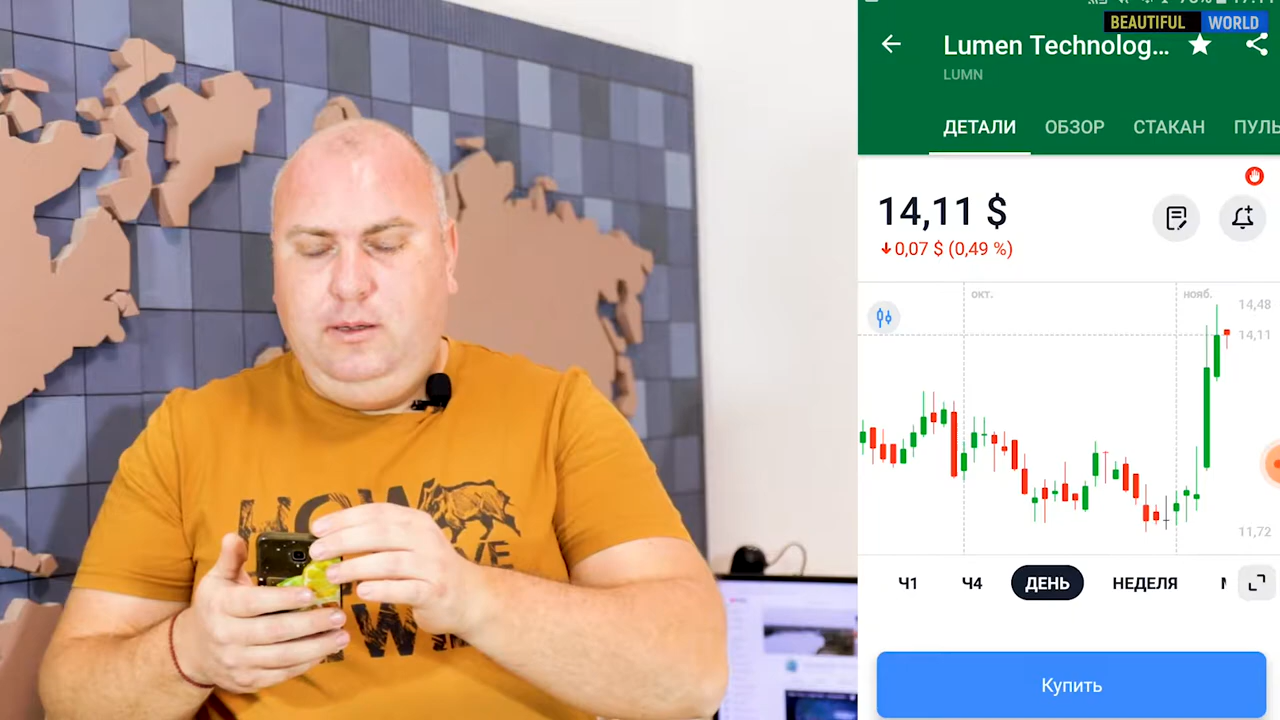 BEAUTIFUL WORLD
Lumen Technolog...
LUMN
ДЕТАЛИ ОБЗОР СТАКАН ПУЛЬ
14,11 $
0,07 $ (0,49 %)
окт. нояб.
14,48
14,11
11,72
Ч1 Ч4 ДЕНЬ НЕДЕЛЯ
Купить
HOW